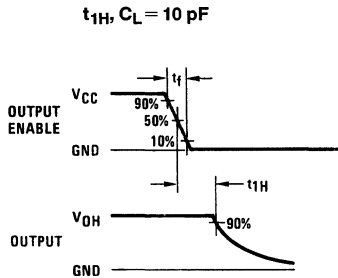 t1H, CL = 10 pF
tf
VCC
90%
OUTPUT
ENABLE
50%
10%
GND
t1H
VOH
90%
OUTPUT
GND